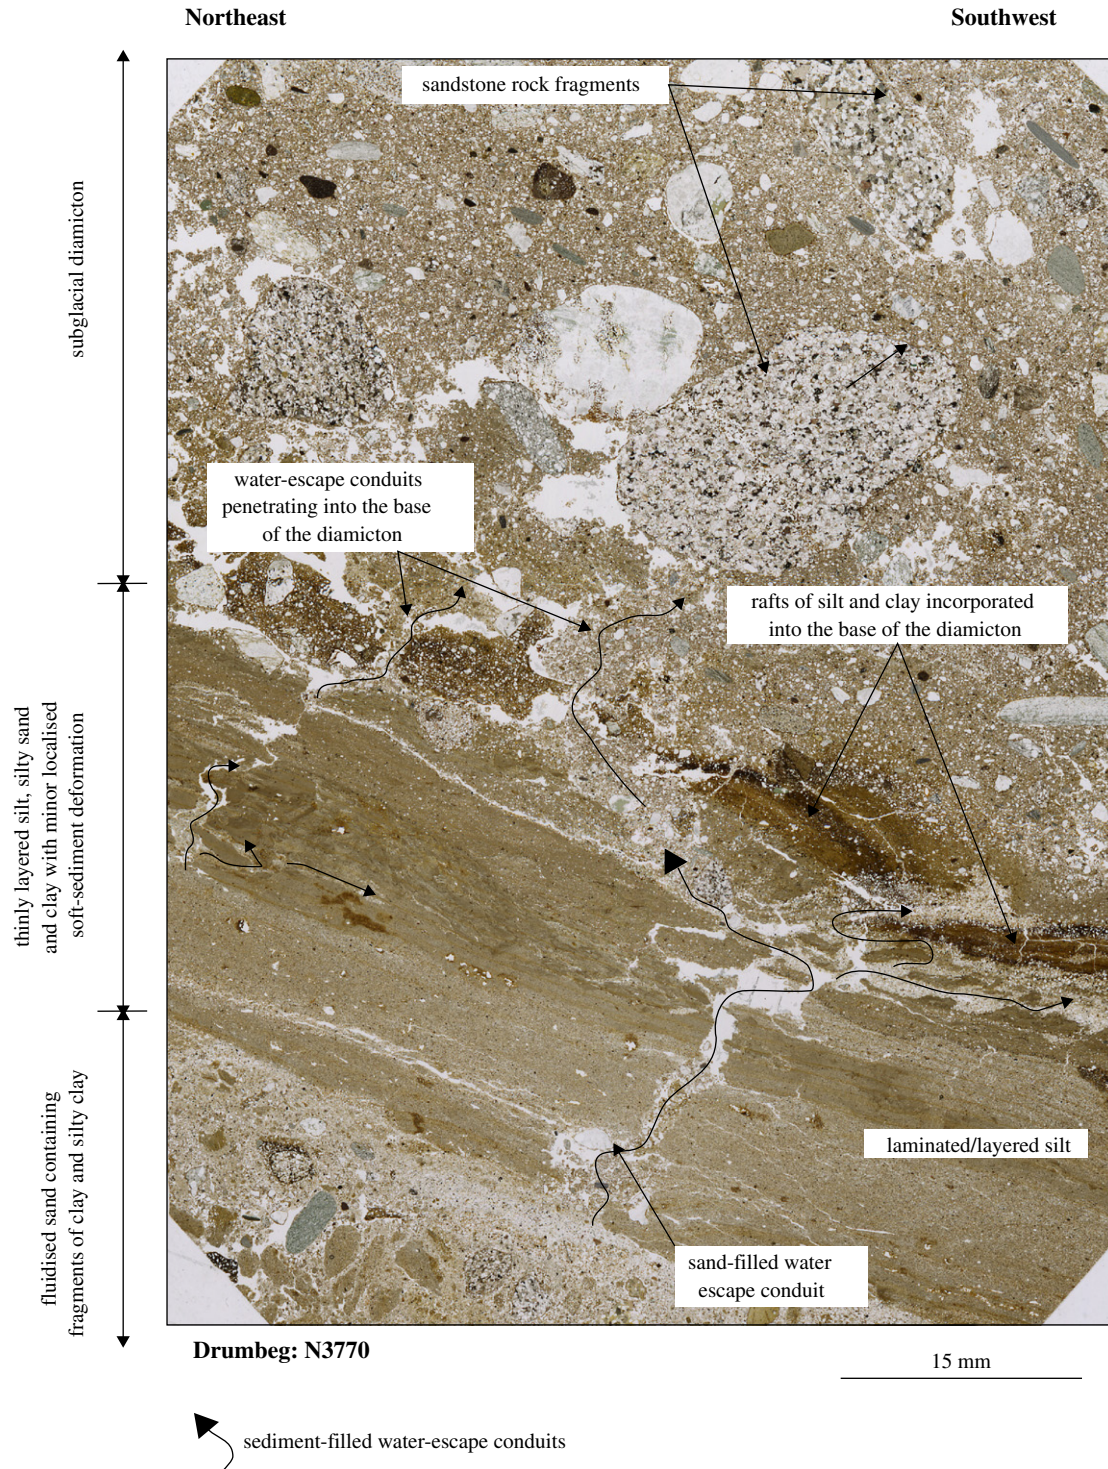 Northeast
Southwest
sandstone rock fragments
subglacial diamicton
water-escape conduits
penetrating into the base
of the diamicton
rafts of silt and clay incorporated
into the base of the diamicton
thinly layered silt, silty sand
and clay with minor localised
soft-sediment deformation
laminated/layered silt
fluidised sand containing
fragments of clay and silty clay
sand-filled water
escape conduit
Drumbeg: N3770
15 mm
sediment-filled water-escape conduits